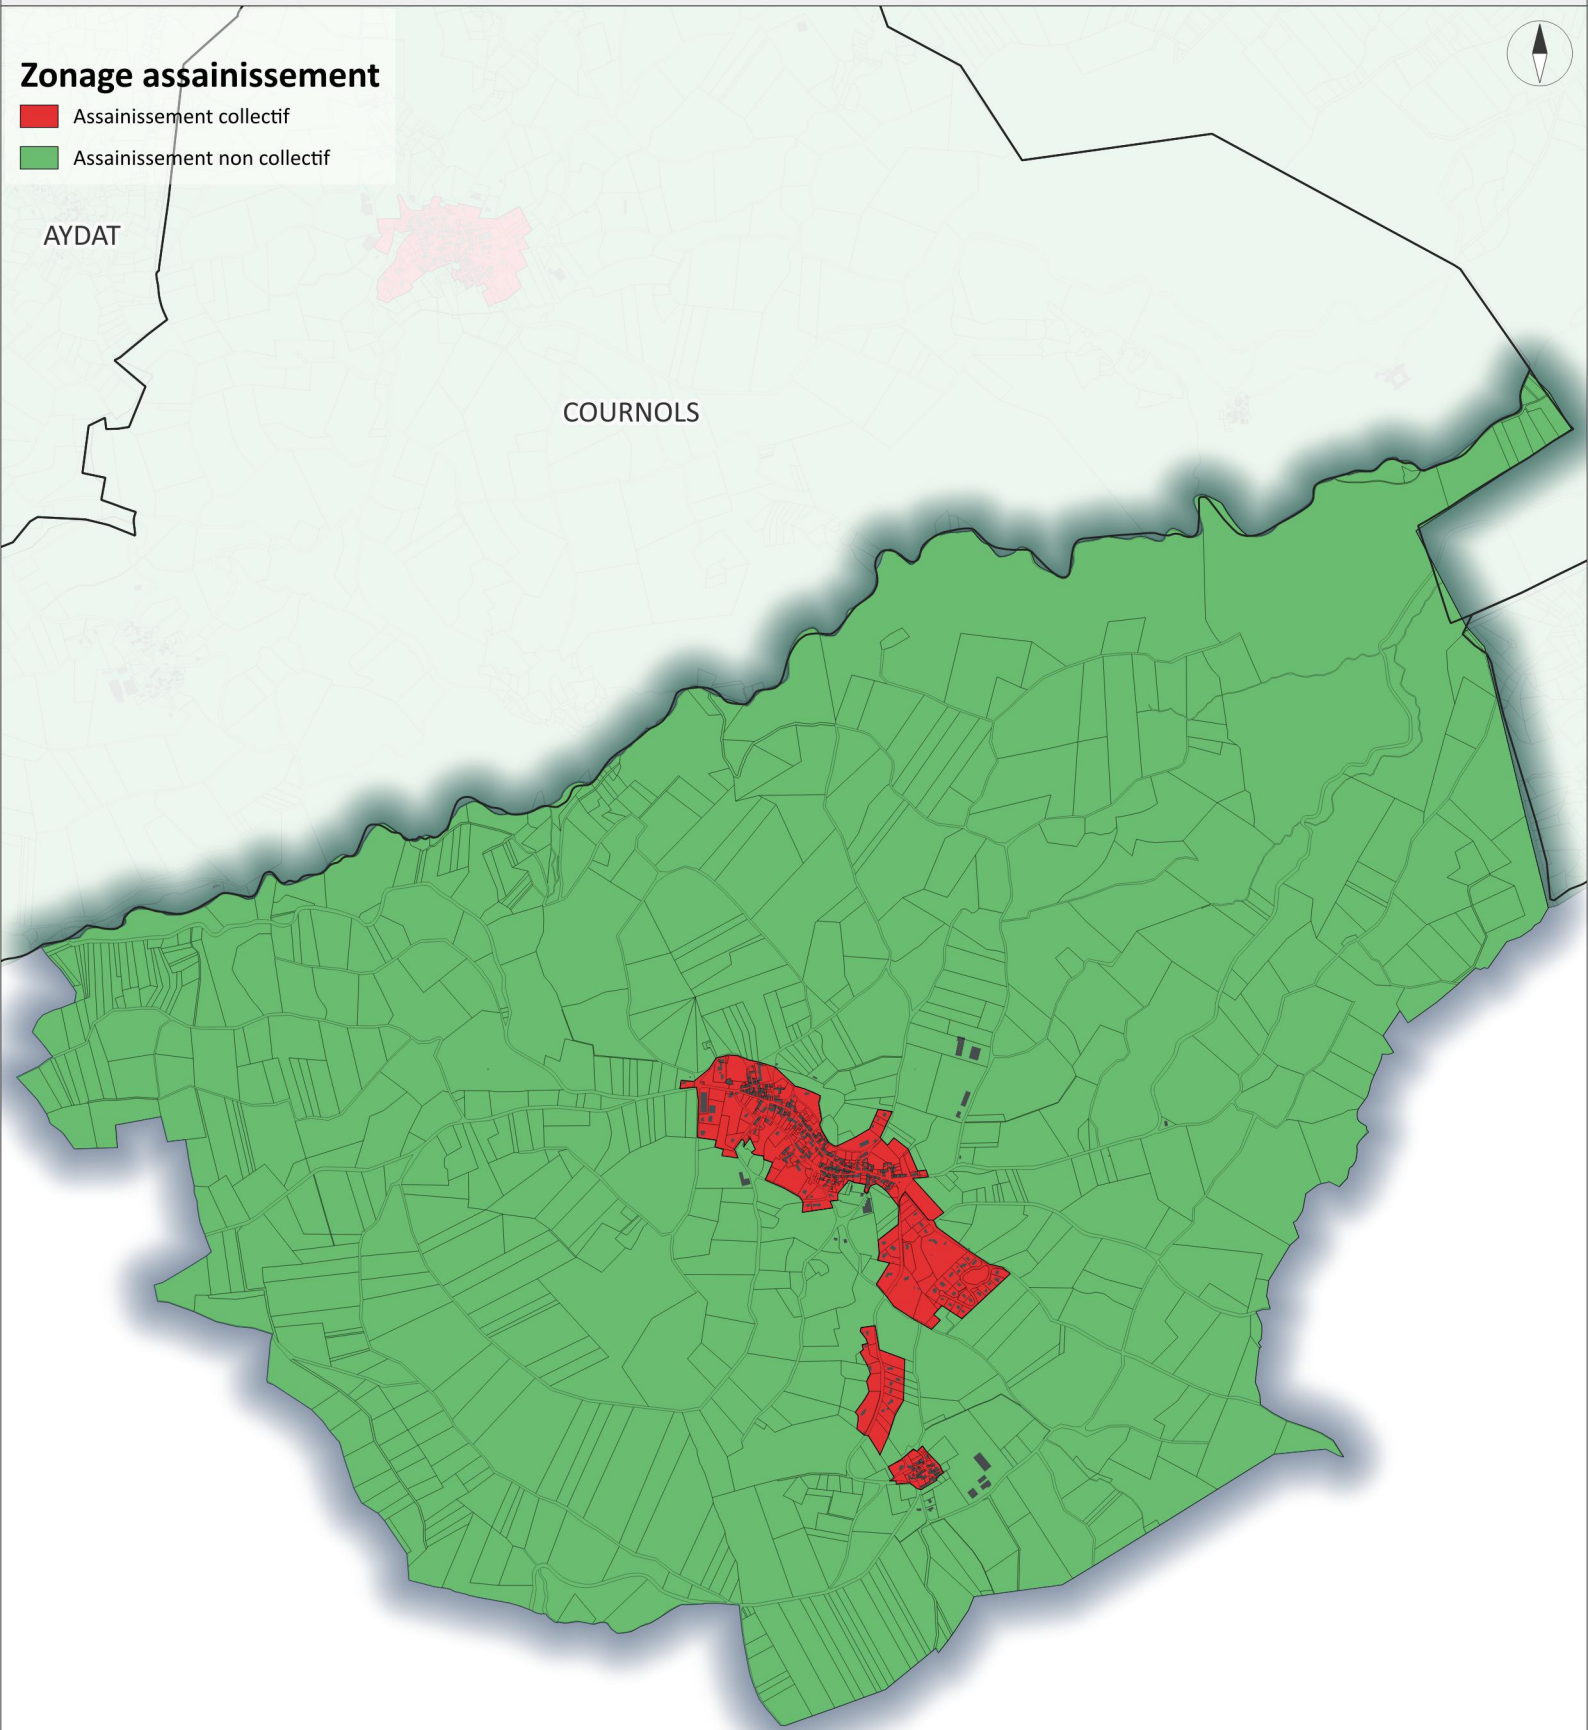 Zonage assainissement
Assainissement collectif
Assainissement non collectif
AYDAT
COURNOLS